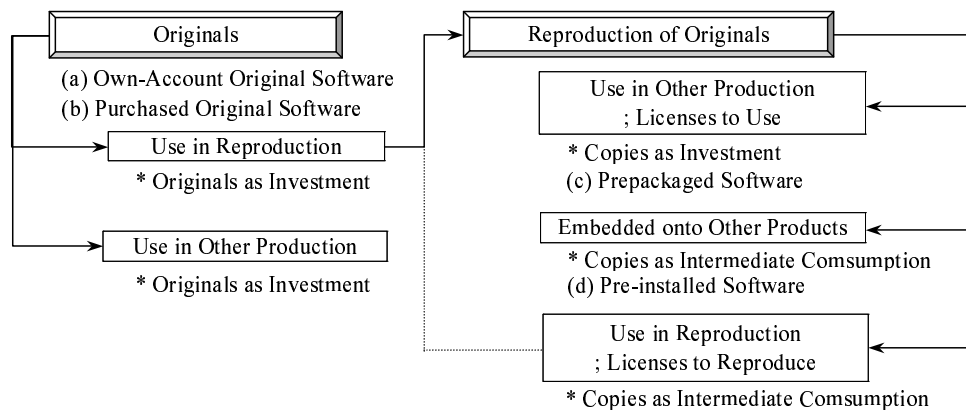 Originals
(a) Own-Account Original Software
(b) Purchased Original Software
Use in Reproduction
* Originals as Investment
Use in Other Production
* Originals as Investment
Reproduction of Originals
Use in Other Production
; Licenses to Use
* Copies as Investment
(c) Prepackaged Software
Embedded onto Other Products
* Copies as Intermediate Comsumption
(d) Pre-installed Software
Use in Reproduction
; Licenses to Reproduce
* Copies as Intermediate Comsumption